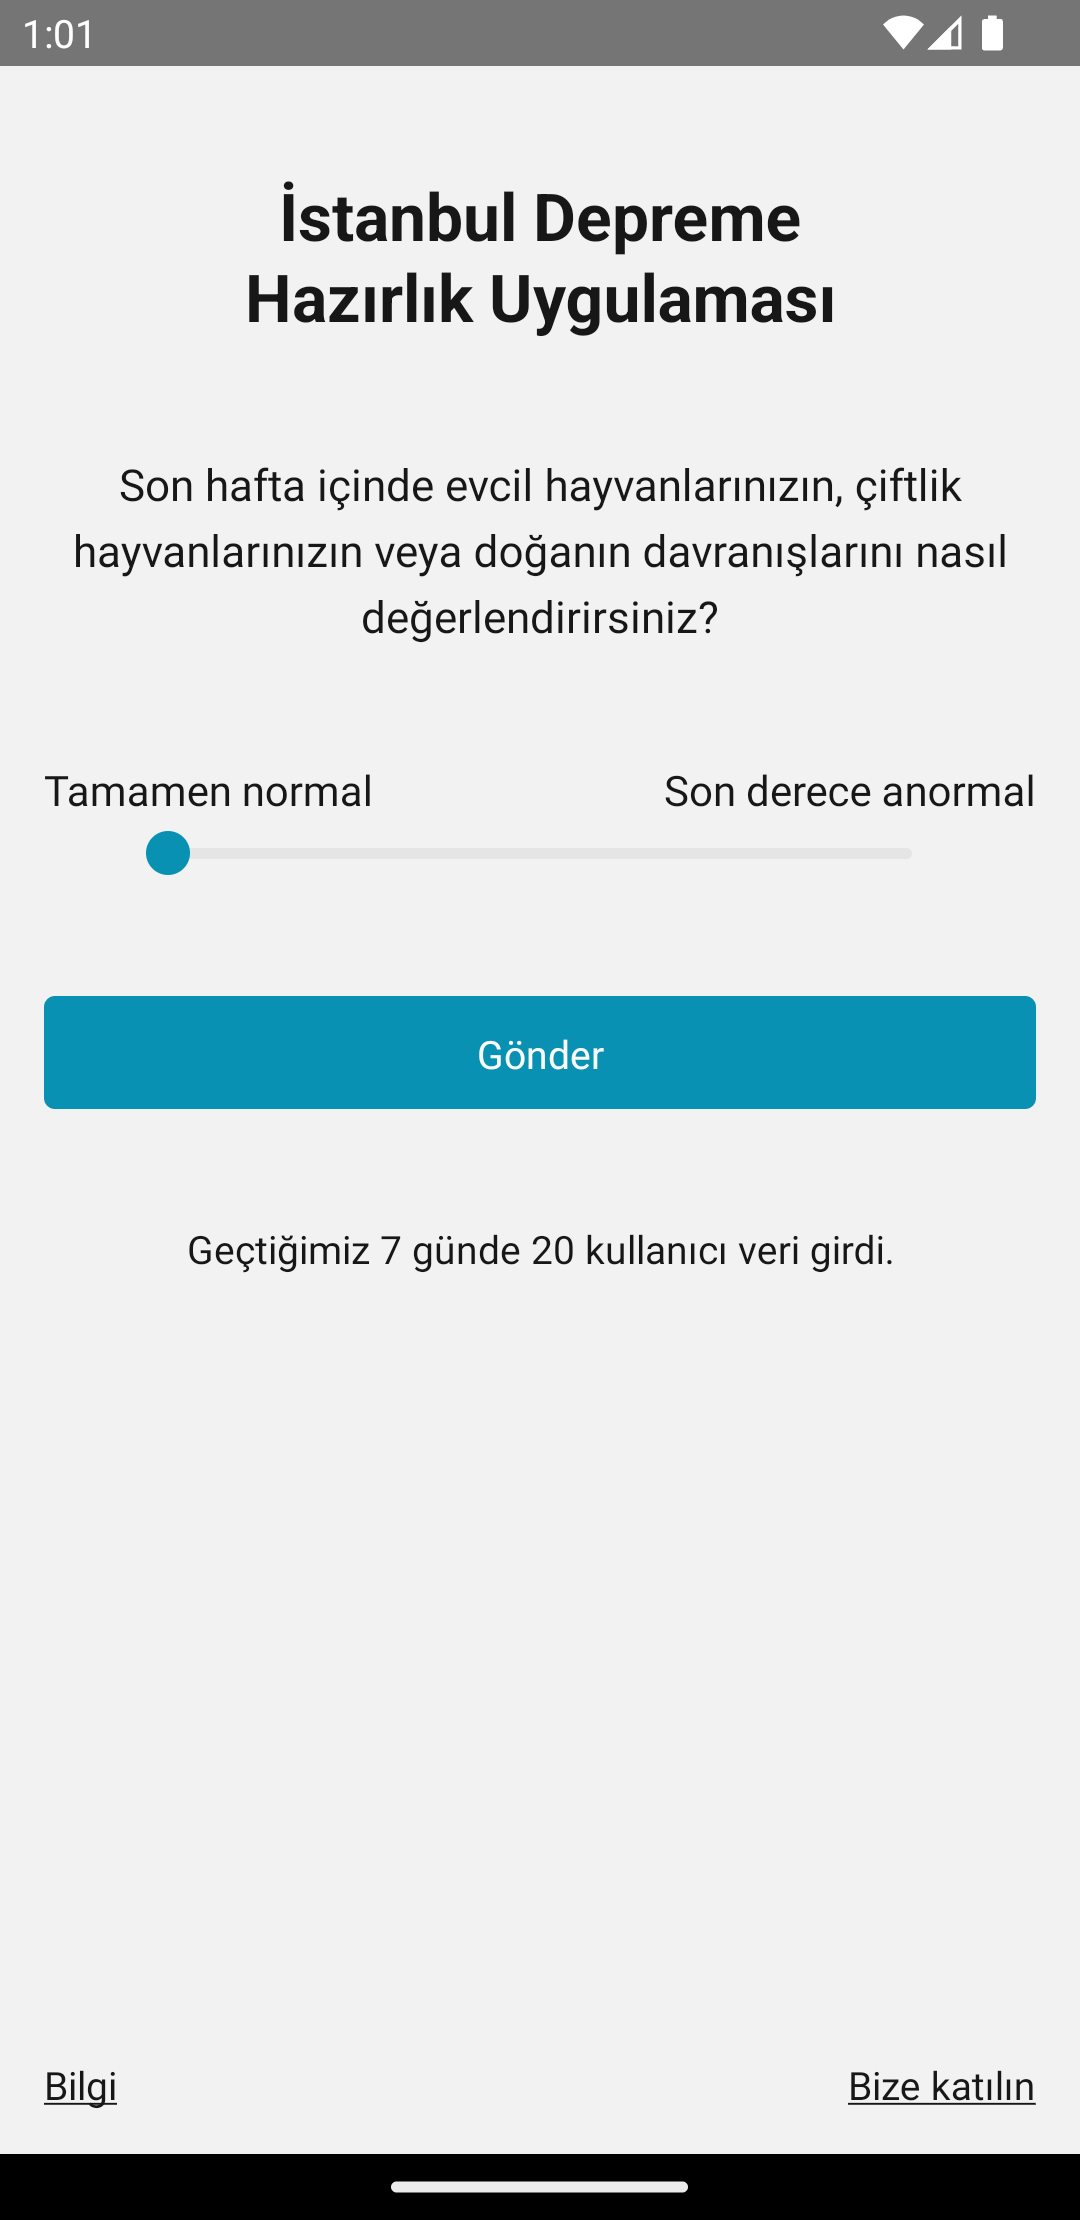 1:01
İstanbul Depreme
Hazırlık Uygulaması
Son hafta içinde evcil hayvanlarınızın, çiftlik
hayvanlarınızın veya doğanın davranışlarını nasıl
değerlendirirsiniz?
Tamamen normal
Son derece anormal
Gönder
Geçtiğimiz 7 günde 20 kullanıcı veri girdi.
Bilgi
Bize katılın